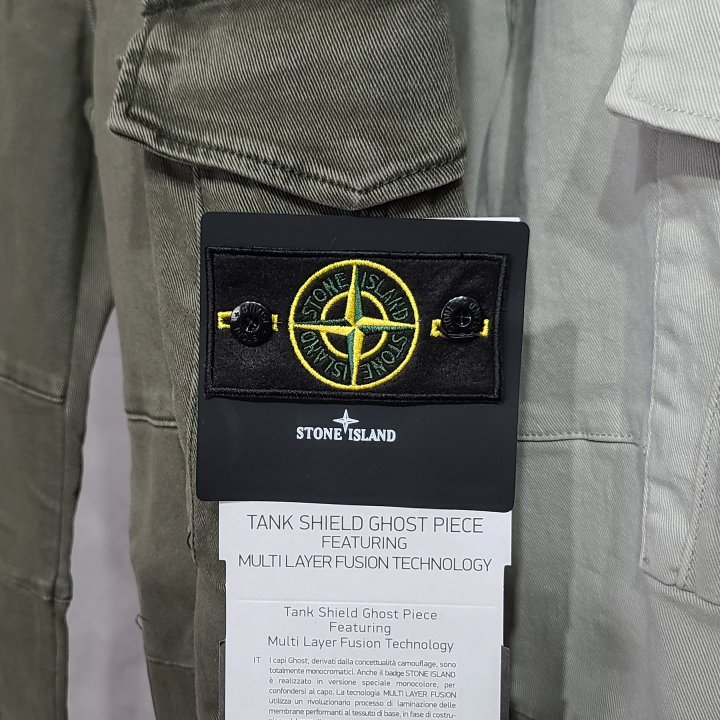 STONE ISLAND
STONE ISLAND
STONE ISLAND
TANK SHIELD GHOST PIECE
FEATURING
MULTI LAYER FUSION TECHNOLOGY
Tank Shield Ghost Piece
Featuring
Multi Layer Fusion Technology
IT I capi Ghost, derivati dalla concettualità camouflage, sono
totalmente monocromatici. Anche il badge STONE ISLAND
è realizzato in versione speciale monocolore, per
confondersi al capo. La tecnologia MULTI LAYER FUSION
utilizza un rivoluzionario processo di laminazione delle
membrane performanti al tessuto di base, in fase di costru-